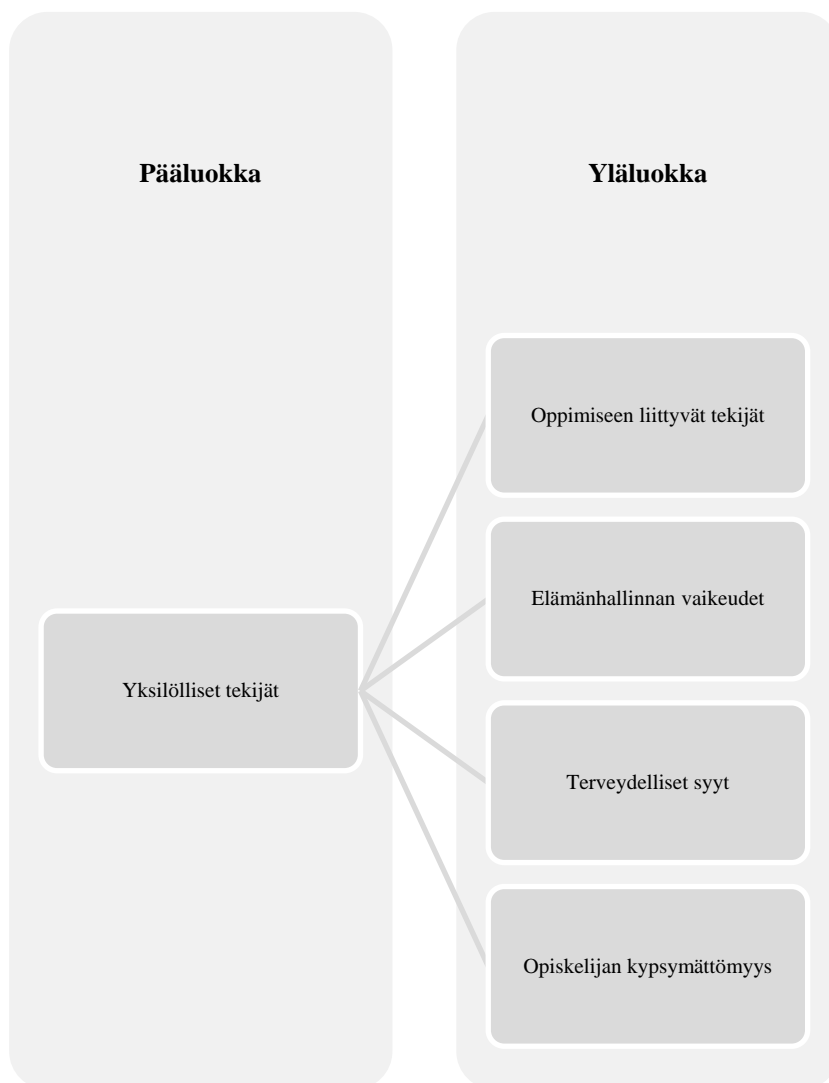 Pääluokka
Yläluokka
Yksilölliset tekijät
Oppimiseen liittyvät tekijät
Elämänhallinnan vaikeudet
Terveydelliset syyt
Opiskelijan kypsymättömyys